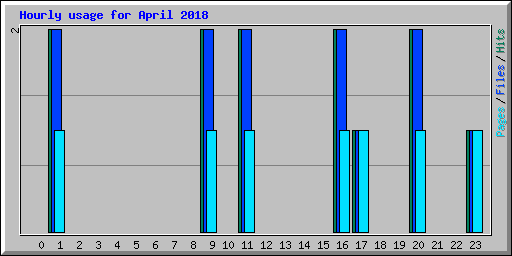 Hourly usage for April 2018
2
Pages/Files/Hits
0 1 2 3 4 5 6 7 8 9 10 11 12 13 14 15 16 17 18 19 20 21 22 23